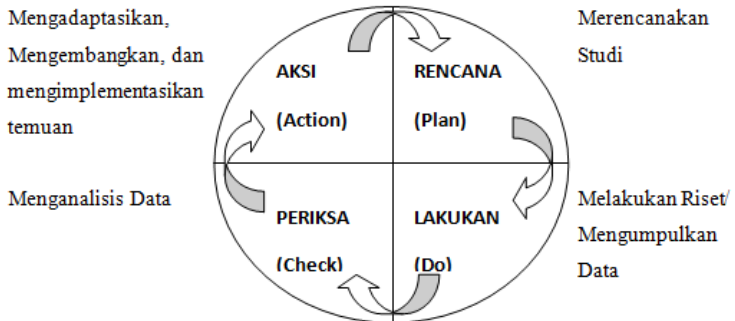 Mengadaptasikan,
Mengembangkan, dan
mengimplementasikan
temuan
AKSI
(Action)
RENCANA
(Plan)
Merencanakan
Studi
Menganalisis Data
PERIKSA
(Check)
LAKUKAN
(Do)
Melakukan Riset/
Mengumpulkan
Data